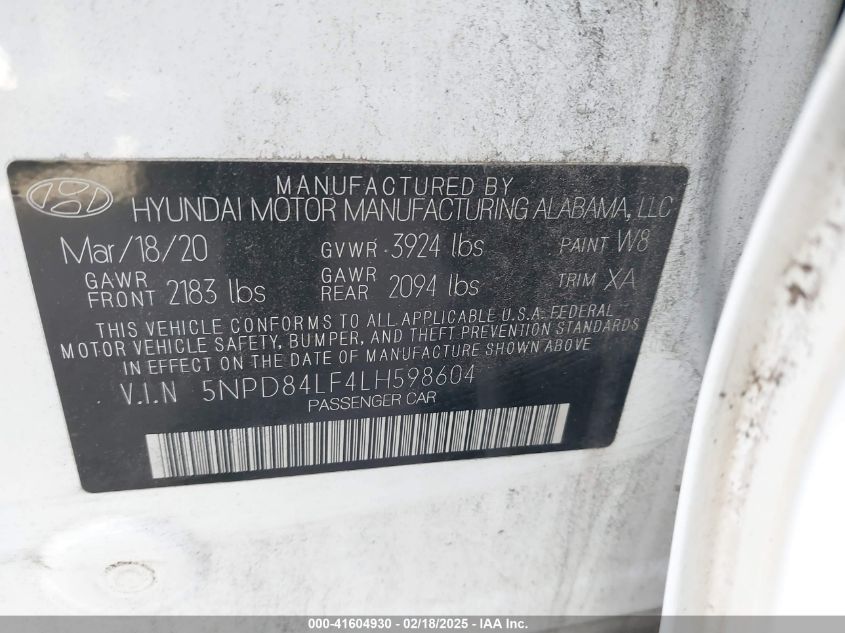 MANUFACTURED BY
HYUNDAI MOTOR MANUFACTURING ALABAMA, LLC
Mar/18/20 GVWR 3924 lbs PAINT W8
GAWR FRONT 2183 lbs GAWR REAR 2094 lbs TRIM XA
THIS VEHICLE CONFORMS TO ALL APPLICABLE U.S.A. FEDERAL
MOTOR VEHICLE SAFETY, BUMPER, AND THEFT PREVENTION STANDARDS
IN EFFECT ON THE DATE OF MANUFACTURE SHOWN ABOVE
V.I.N 5NPD84LF4LH598604
PASSENGER CAR
000-41604930 - 02/18/2025 - IAA Inc.